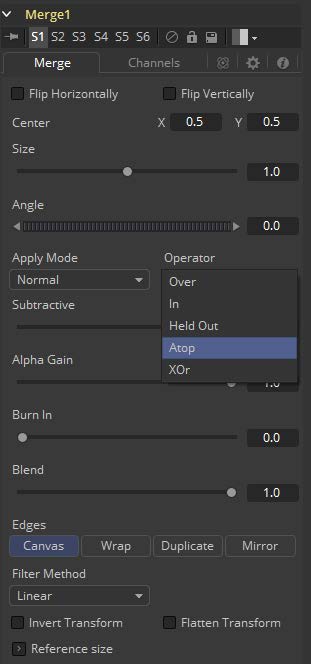 Merge1
S1 S2 S3 S4 S5 S6
Merge Channels
Flip Horizontally Flip Vertically
Center X 0.5 Y 0.5
Size
1.0
Angle
0.0
Apply Mode Operator
Normal
Over
Subtractive
In
Held Out
Alpha Gain
Atop
XOr
Burn In
0.0
Blend
1.0
Edges
Canvas Wrap Duplicate Mirror
Filter Method
Linear
Invert Transform Flatten Transform
Reference size